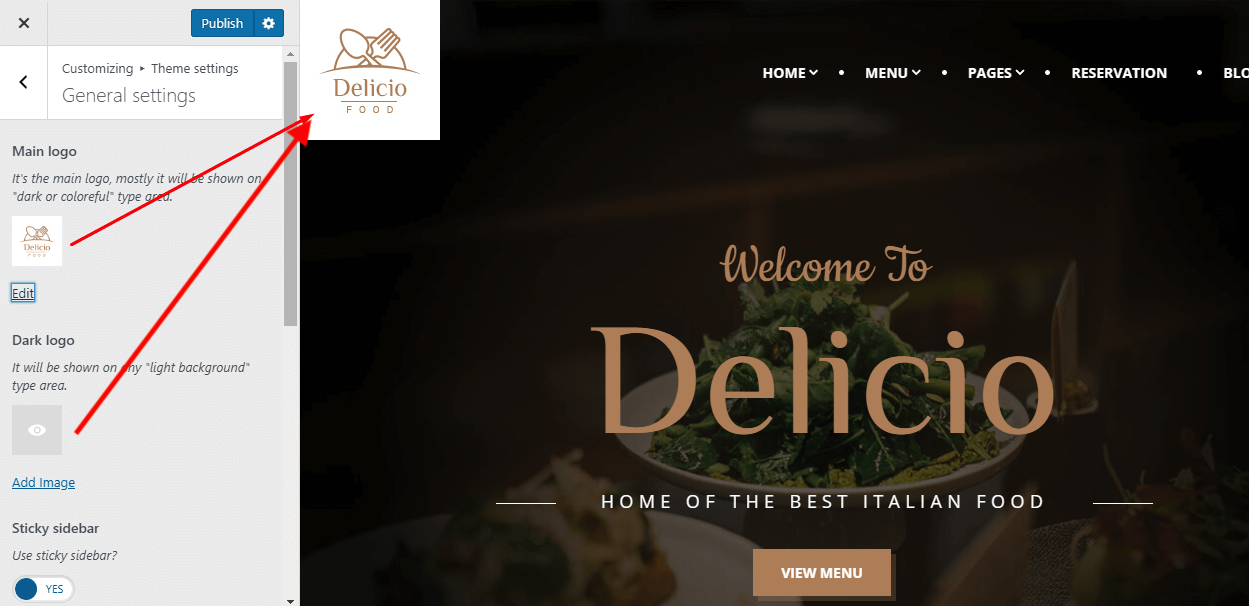 Publish
Customizing ▸ Theme settings
General settings
Main logo
It's the main logo, mostly it will be shown on
"dark or coloreful" type area.
Delicio
FOOD
Edit
Dark logo
It will be shown on any "light background"
type area.
Add Image
Sticky sidebar
Use sticky sidebar?
YES
Delicio
FOOD
HOME • MENU • PAGES • RESERVATION • BLO
Welcome To
Delicio
HOME OF THE BEST ITALIAN FOOD
VIEW MENU